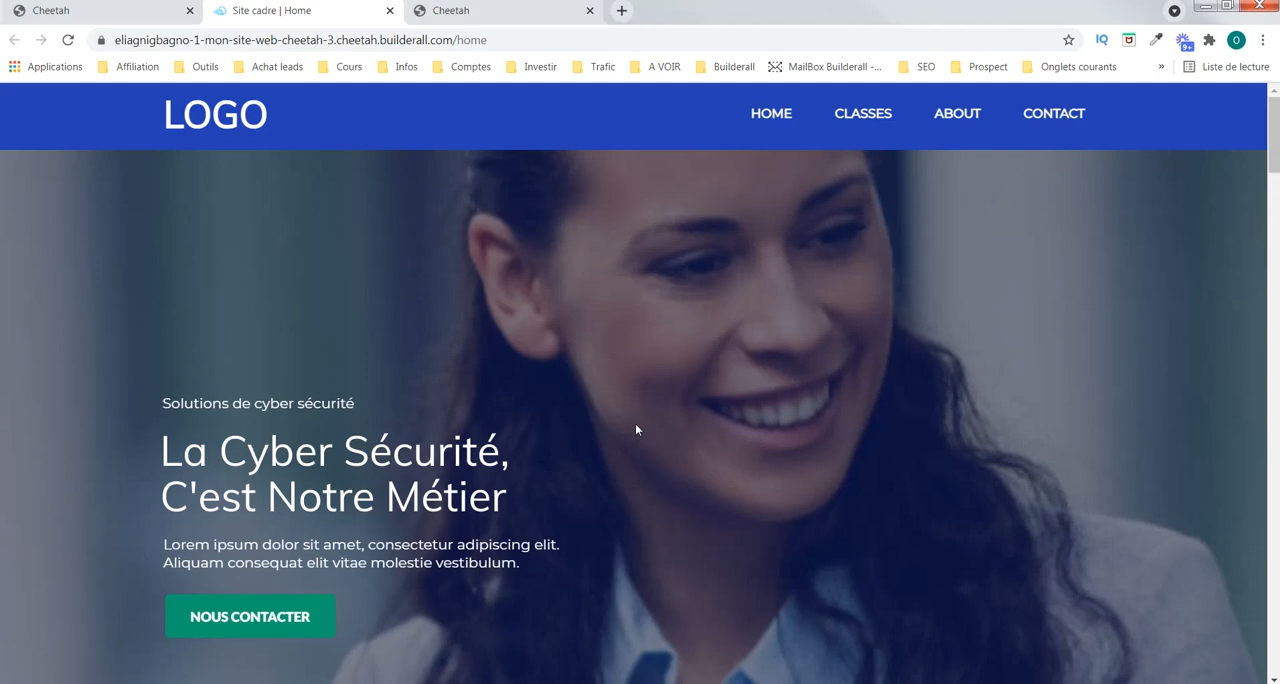 Cheetah
Site cadre | Home
Cheetah
eliagnigbagno-1-mon-site-web-cheetah-3.cheetah.builderall.com/home
IQ
9+
O
Applications
Affiliation
Outils
Achat leads
Cours
Infos
Comptes
Investir
Trafic
A VOIR
Builderall
MailBox Builderall -...
SEO
Prospect
Onglets courants
»
Liste de lecture
LOGO
HOME
CLASSES
ABOUT
CONTACT
Solutions de cyber sécurité
La Cyber Sécurité,
C'est Notre Métier
Lorem ipsum dolor sit amet, consectetur adipiscing elit.
Aliquam consequat elit vitae molestie vestibulum.
NOUS CONTACTER